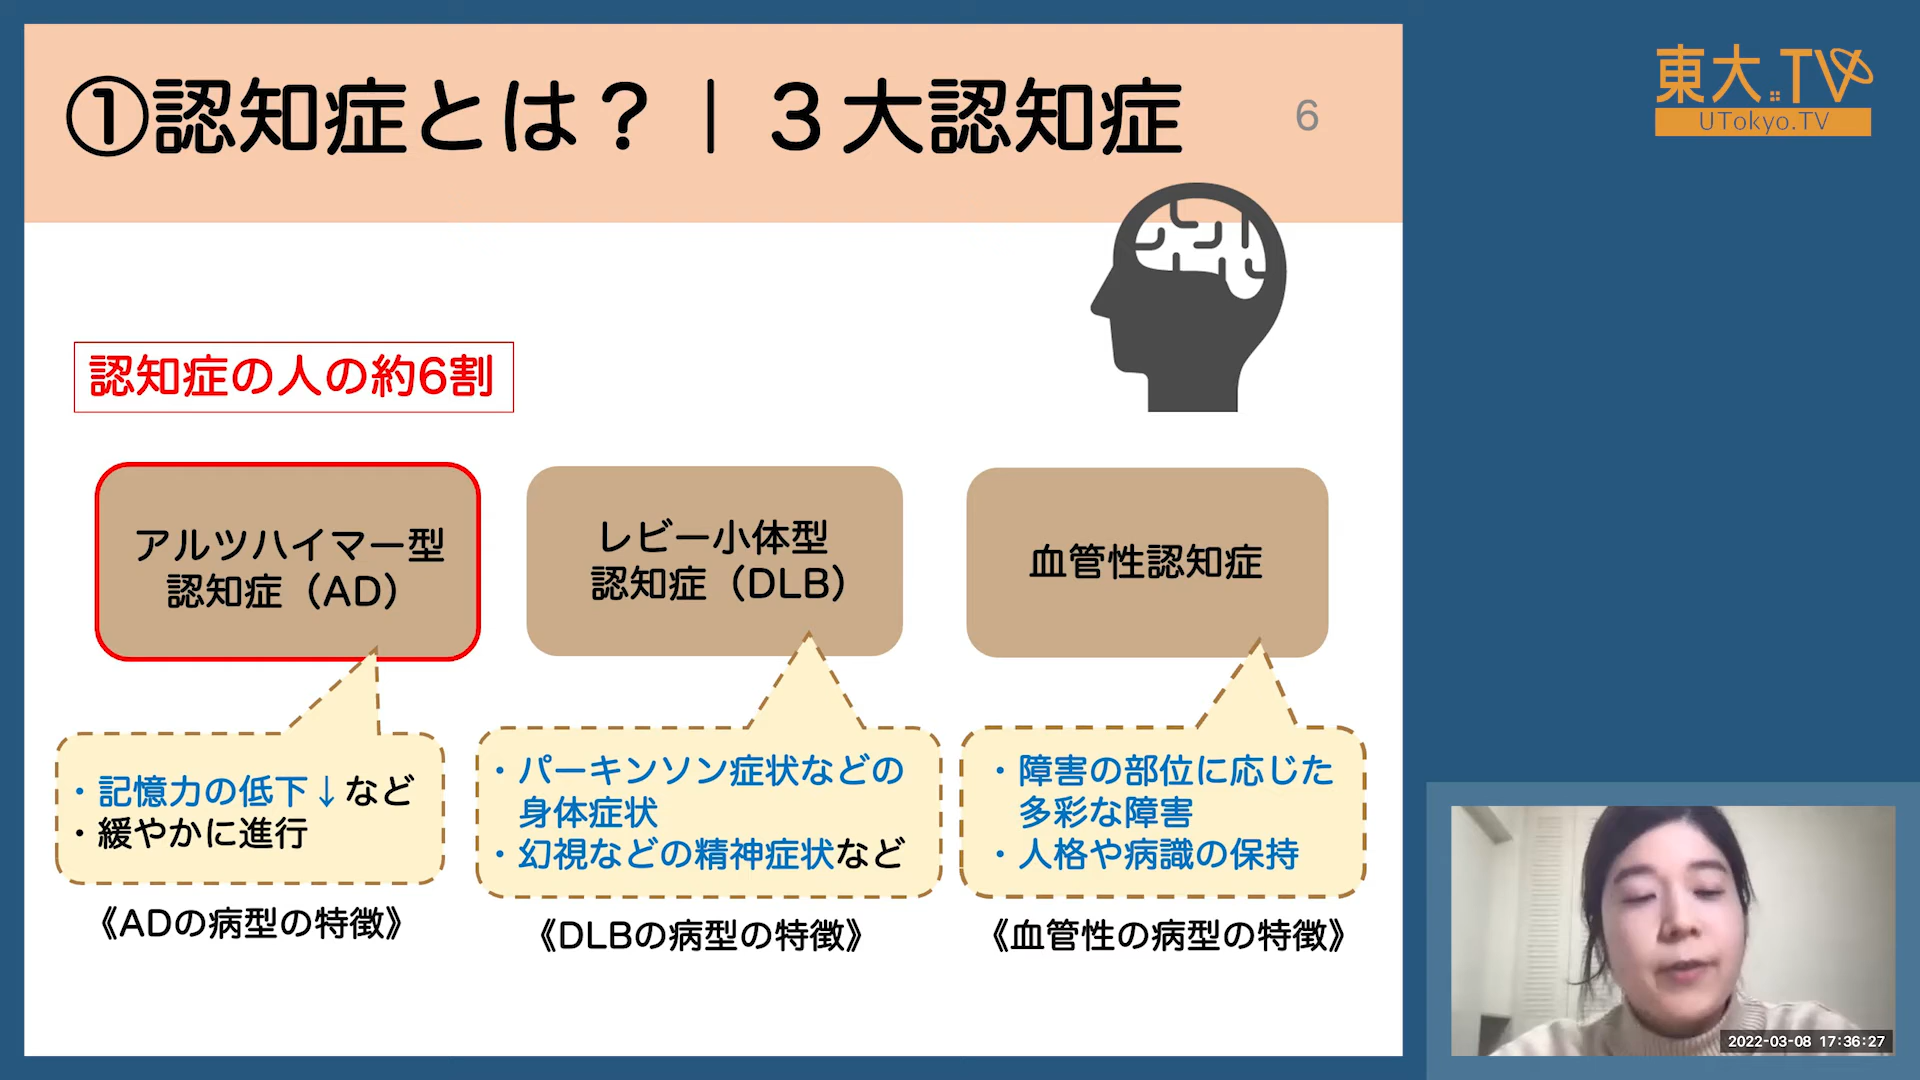 ①認知症とは？｜３大認知症
6
東大.TV
UTokyo.TV
認知症の人の約6割
アルツハイマー型
認知症（AD）
レビー小体型
認知症（DLB）
血管性認知症
・記憶力の低下↓など
・緩やかに進行
・パーキンソン症状などの
身体症状
・幻視などの精神症状など
・障害の部位に応じた
多彩な障害
・人格や病識の保持
《ADの病型の特徴》
《DLBの病型の特徴》
《血管性の病型の特徴》
2022-03-08 17:36:27